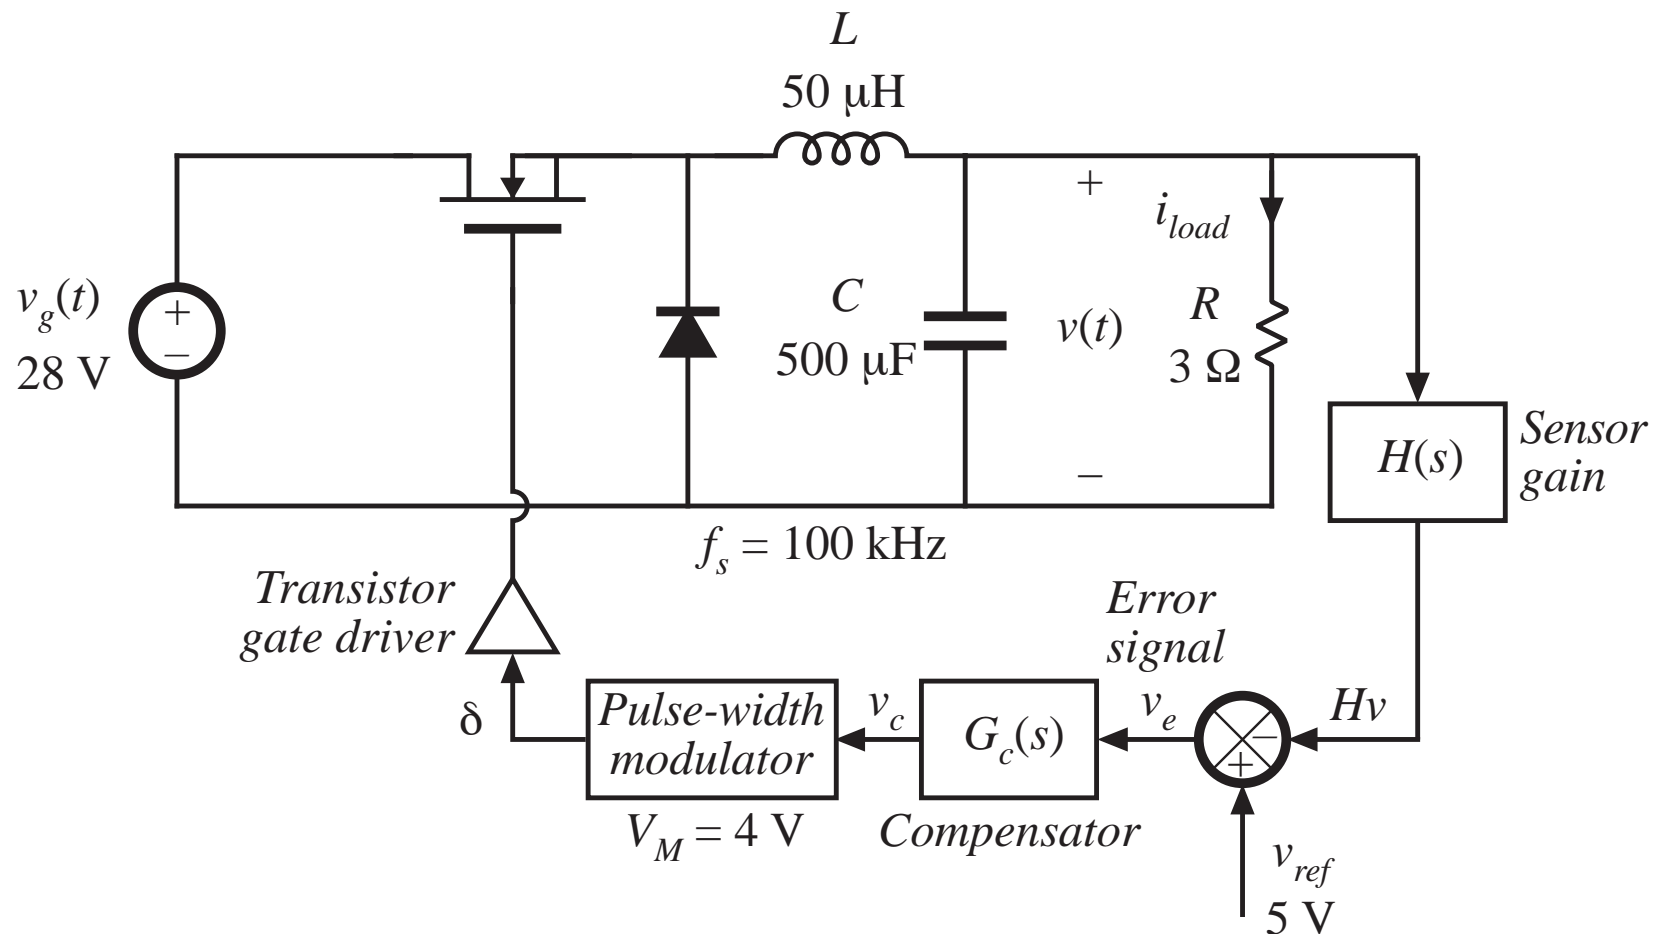 L
50 μH
v_g(t)
28 V
+
–
C
500 μF
+
v(t)
–
i_load
R
3 Ω
H(s)
Sensor
gain
f_s = 100 kHz
Transistor
gate driver
δ
Pulse-width
modulator
V_M = 4 V
v_c
G_c(s)
Compensator
Error
signal
v_e
–
+
Hv
v_ref
5 V